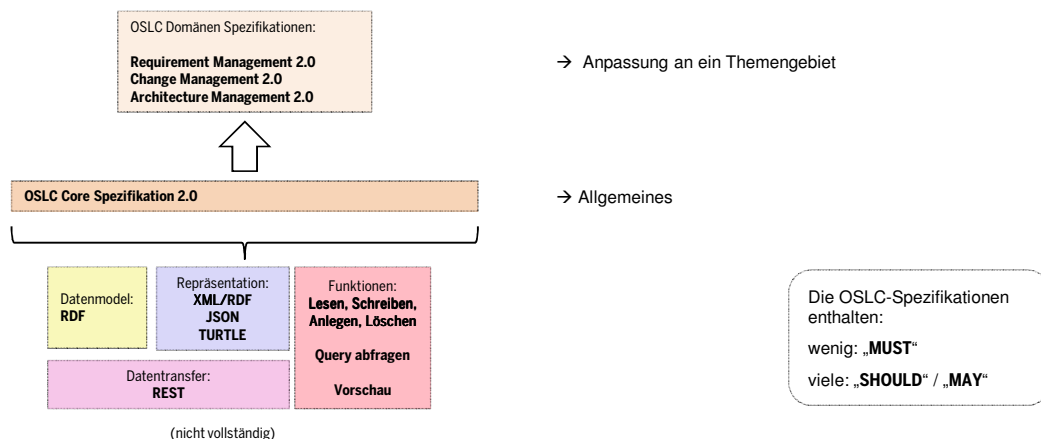 OSLC Domänen Spezifikationen:
Requirement Management 2.0
Change Management 2.0
Architecture Management 2.0
→ Anpassung an ein Themengebiet
OSLC Core Spezifikation 2.0
→ Allgemeines
Datenmodel:
RDF
Repräsentation:
XML/RDF
JSON
TURTLE
Funktionen:
Lesen, Schreiben,
Anlegen, Löschen
Query abfragen
Vorschau
Datentransfer:
REST
(nicht vollständig)
Die OSLC-Spezifikationen
enthalten:
wenig: „MUST“
viele: „SHOULD“ / „MAY“